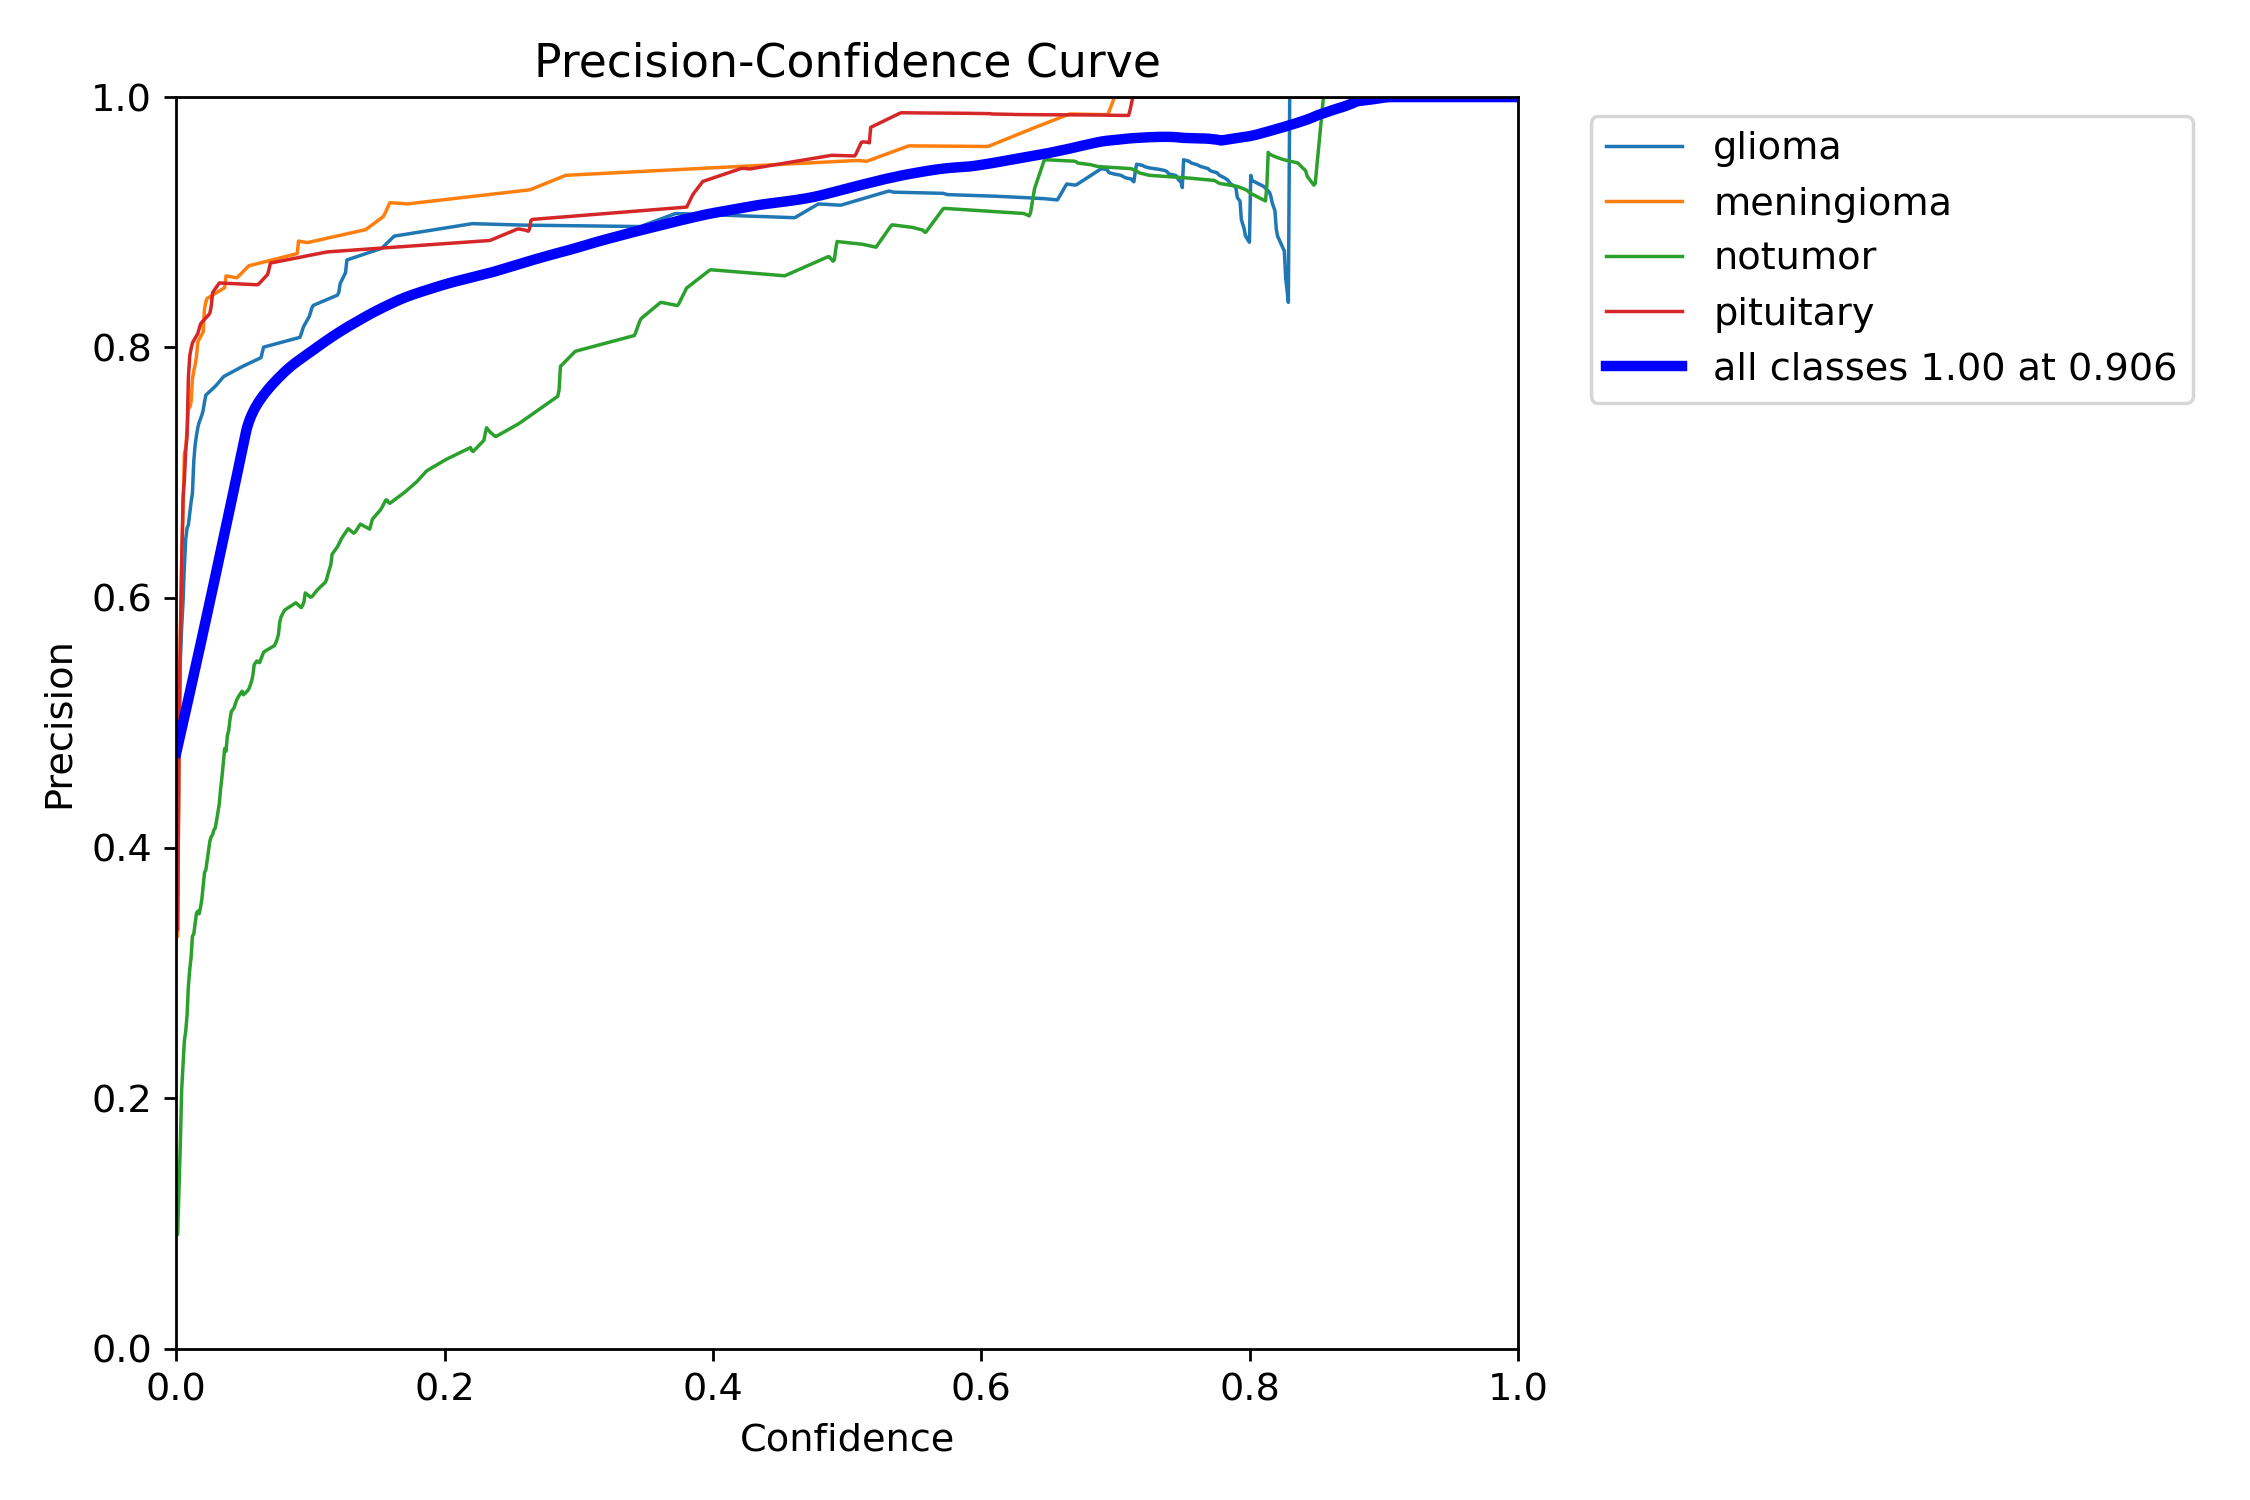 Precision-Confidence Curve
1.0
0.8
0.6
0.4
0.2
0.0
Precision
0.0 0.2 0.4 0.6 0.8 1.0
Confidence
glioma
meningioma
notumor
pituitary
all classes 1.00 at 0.906